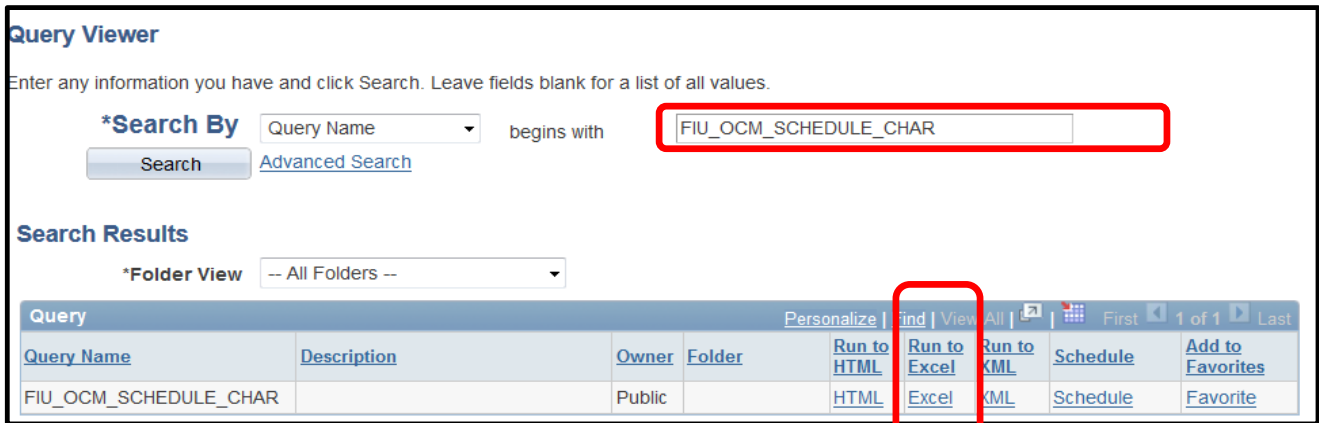 Query Viewer
Enter any information you have and click Search. Leave fields blank for a list of all values.
*Search By Query Name begins with FIU_OCM_SCHEDULE_CHAR
Search Advanced Search
Search Results
*Folder View -- All Folders --
Query Personalize | Find | View All | | First 1 of 1 Last
Query Name Description Owner Folder Run to HTML Run to Excel Run to XML Schedule Add to Favorites
FIU_OCM_SCHEDULE_CHAR Public HTML Excel XML Schedule Favorite